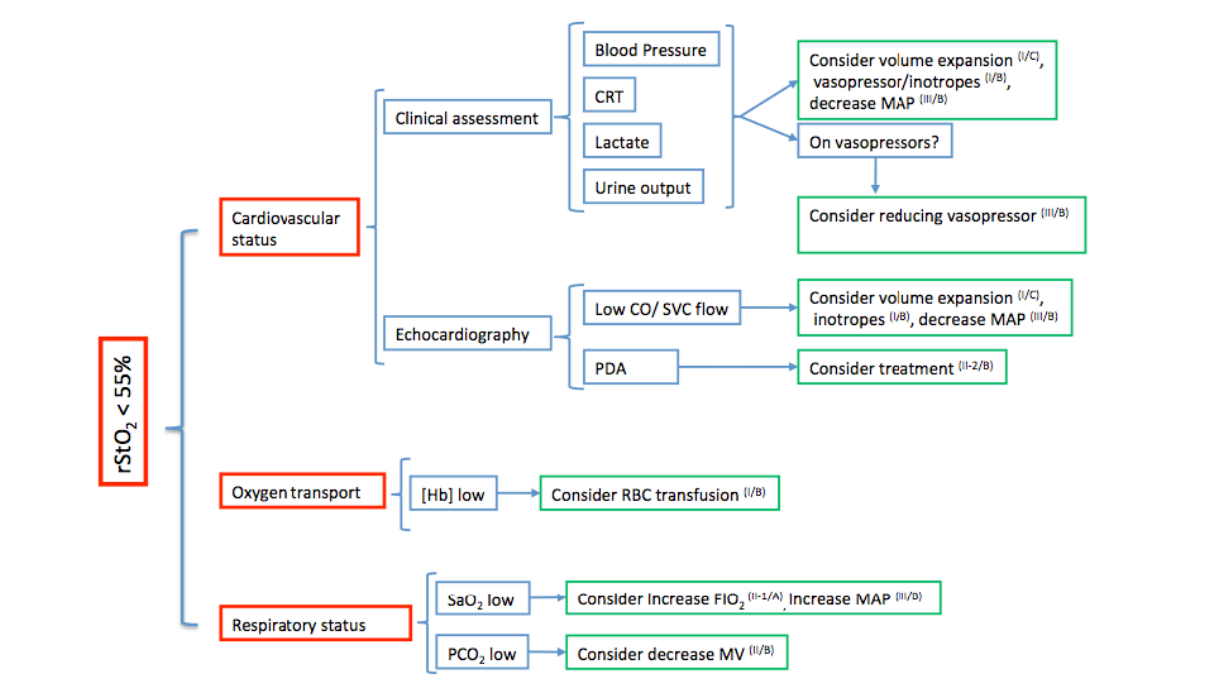 rStO₂ < 55%
Cardiovascular
status
Clinical assessment
Blood Pressure
CRT
Lactate
Urine output
Consider volume expansion (I/C),
vasopressor/inotropes (I/B),
decrease MAP (III/B)
On vasopressors?
Consider reducing vasopressor (III/B)
Echocardiography
Low CO/ SVC flow
Consider volume expansion (I/C),
inotropes (I/B), decrease MAP (III/B)
PDA
Consider treatment (II-2/B)
Oxygen transport
[Hb] low
Consider RBC transfusion (I/B)
Respiratory status
SaO₂ low
Consider increase FIO₂ (II-1/A), Increase MAP (III/B)
PCO₂ low
Consider decrease MV (II/B)